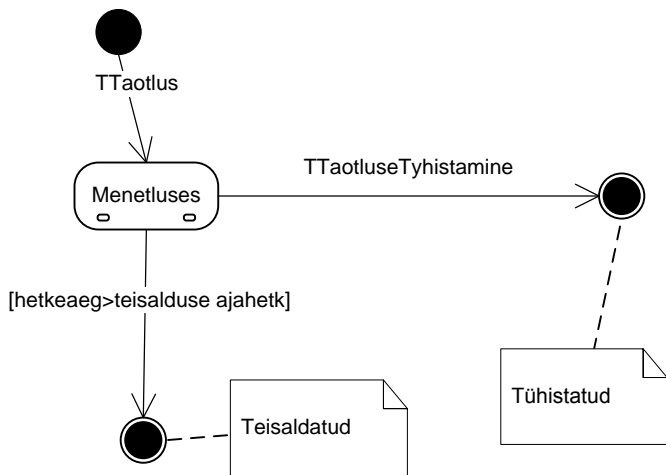 TTaotlus
TTaotluseTyhistamine
Menetluses
[hetkeaeg>teisalduse ajahetk]
Tühistatud
Teisaldatud